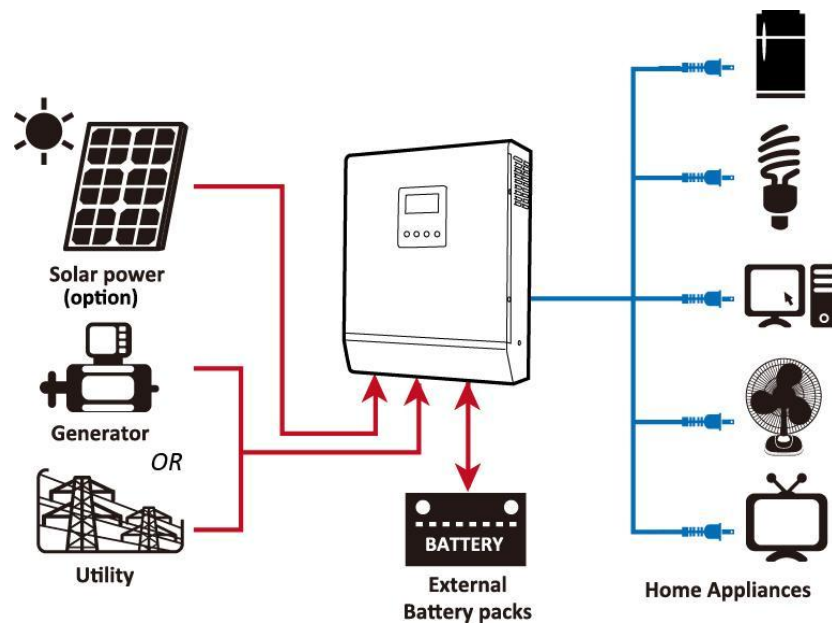 Solar power
(option)
Generator
OR
Utility
BATTERY
External
Battery packs
Home Appliances